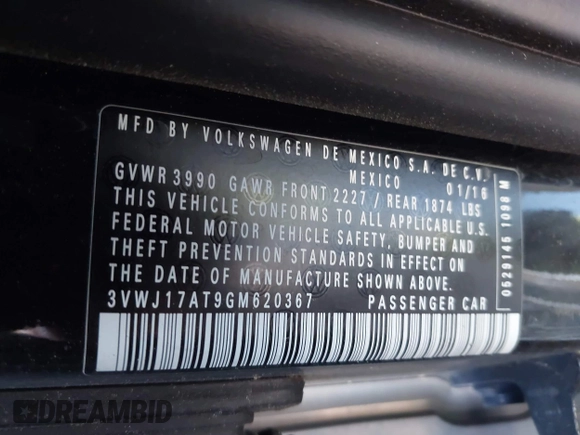 MFD BY VOLKSWAGEN DE MEXICO S.A. DE C.V.
MEXICO 01/16
GVWR 3990 GAWR FRONT 2227 / REAR 1874 LBS
THIS VEHICLE CONFORMS TO ALL APPLICABLE U.S.
FEDERAL MOTOR VEHICLE SAFETY, BUMPER AND
THEFT PREVENTION STANDARDS IN EFFECT ON
THE DATE OF MANUFACTURE SHOWN ABOVE.
3VWJ17AT9GM620367 PASSENGER CAR
0529145 1098 M
DREAMBID